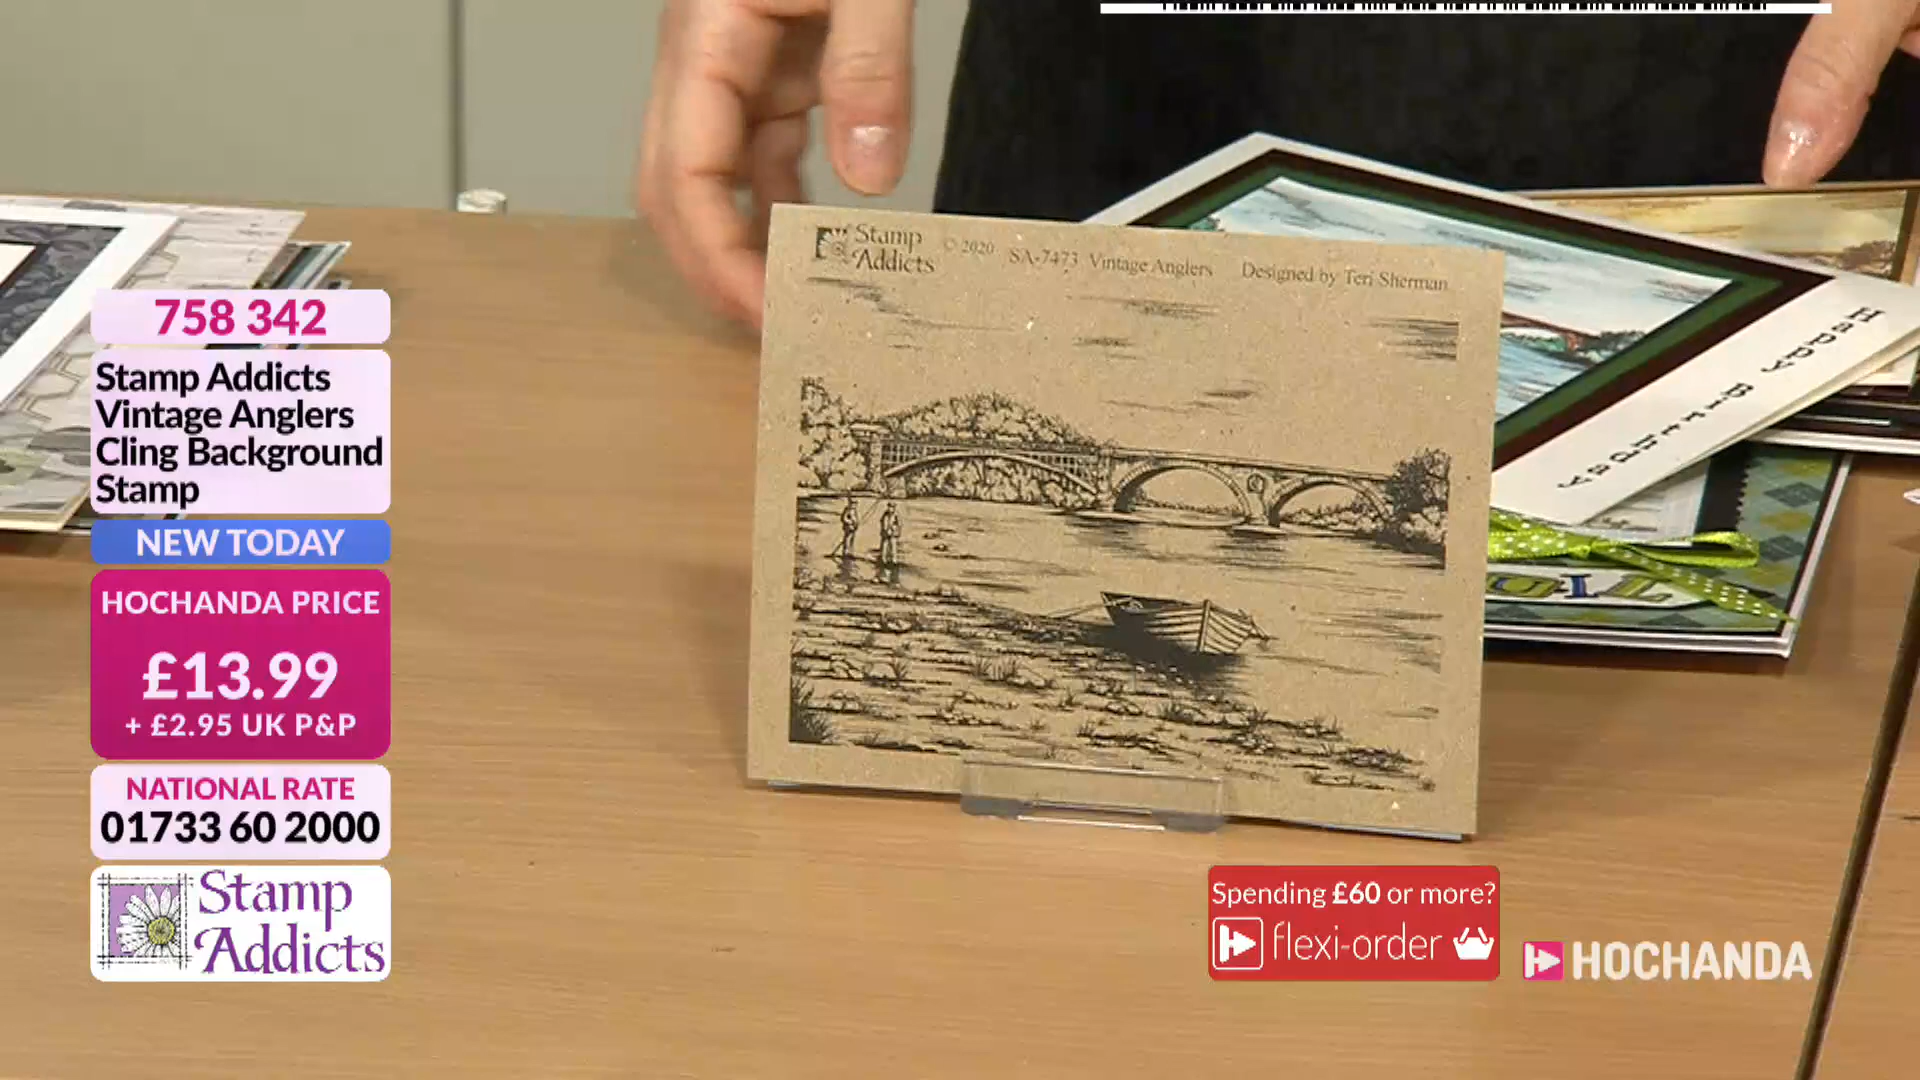 758 342
Stamp Addicts
Vintage Anglers
Cling Background
Stamp
NEW TODAY
HOCHANDA PRICE
£13.99
+ £2.95 UK P&P
NATIONAL RATE
01733 60 2000
Stamp
Addicts
Stamp
Addicts
© 2020 SA-7473 Vintage Anglers Designed by Teri Sherman
Happy Birthday
Spending £60 or more?
flexi-order
HOCHANDA